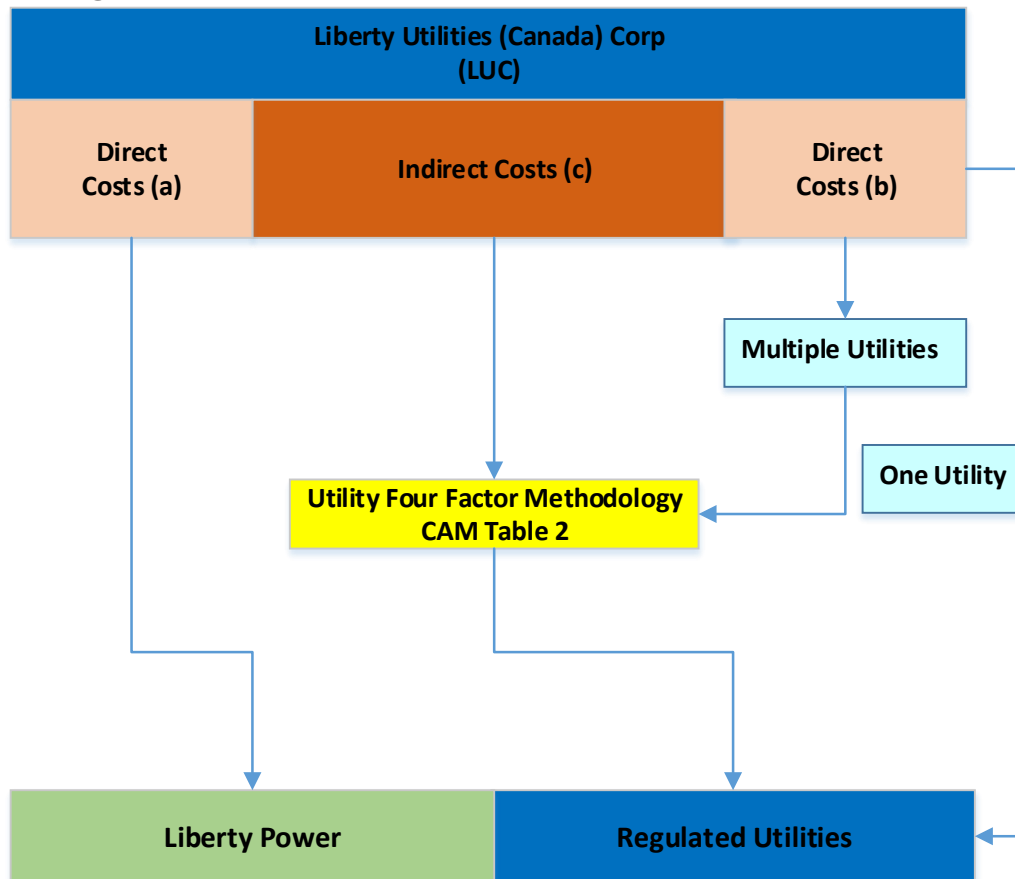 Liberty Utilities (Canada) Corp
(LUC)
Direct
Costs (a)
Indirect Costs (c)
Direct
Costs (b)
Multiple Utilities
One Utility
Utility Four Factor Methodology
CAM Table 2
Liberty Power
Regulated Utilities